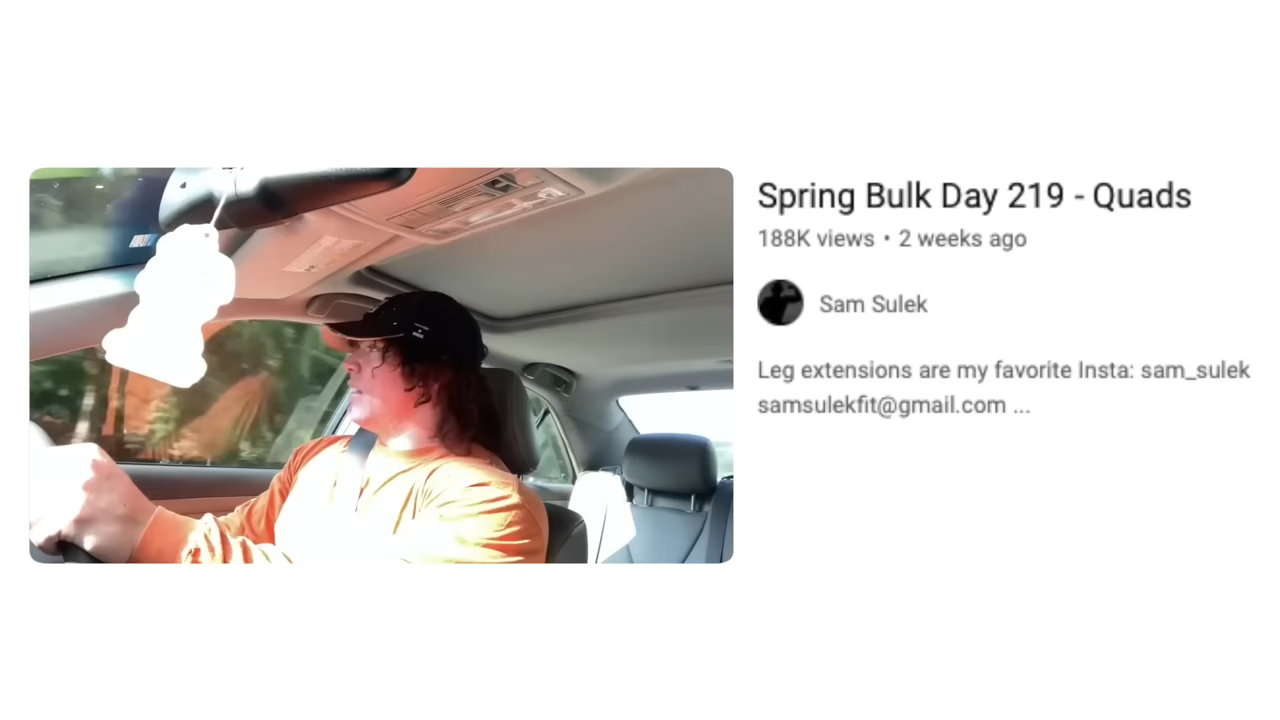 Spring Bulk Day 219 - Quads
188K views • 2 weeks ago
Sam Sulek
Leg extensions are my favorite Insta: sam_sulek
samsulekfit@gmail.com ...